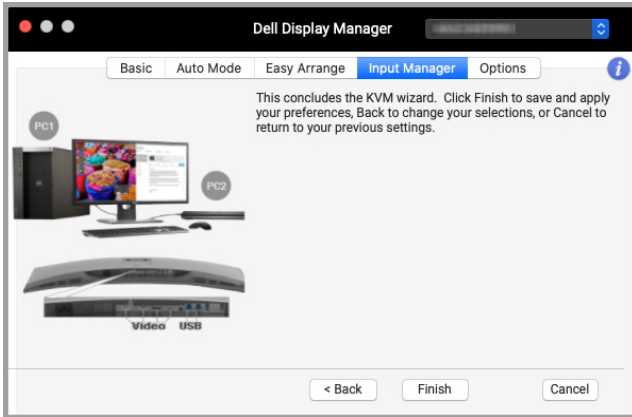 Dell Display Manager
Basic Auto Mode Easy Arrange Input Manager Options
i
This concludes the KVM wizard. Click Finish to save and apply
your preferences, Back to change your selections, or Cancel to
return to your previous settings.
PC1
PC2
Video USB
< Back Finish Cancel